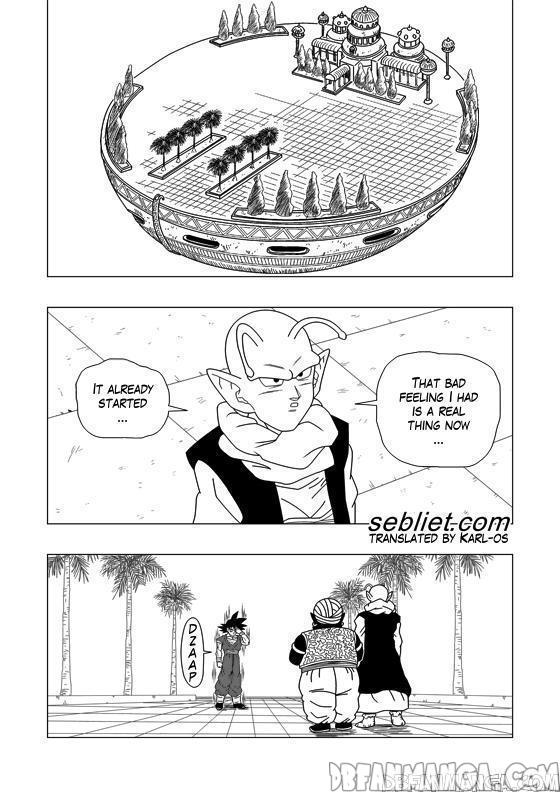 IT ALREADY
STARTED
...
THAT BAD
FEELING I HAD
IS A REAL
THING NOW
...
sebliet.com
TRANSLATED BY KARL-OS
DZAAP
DBFANMANGA.COM